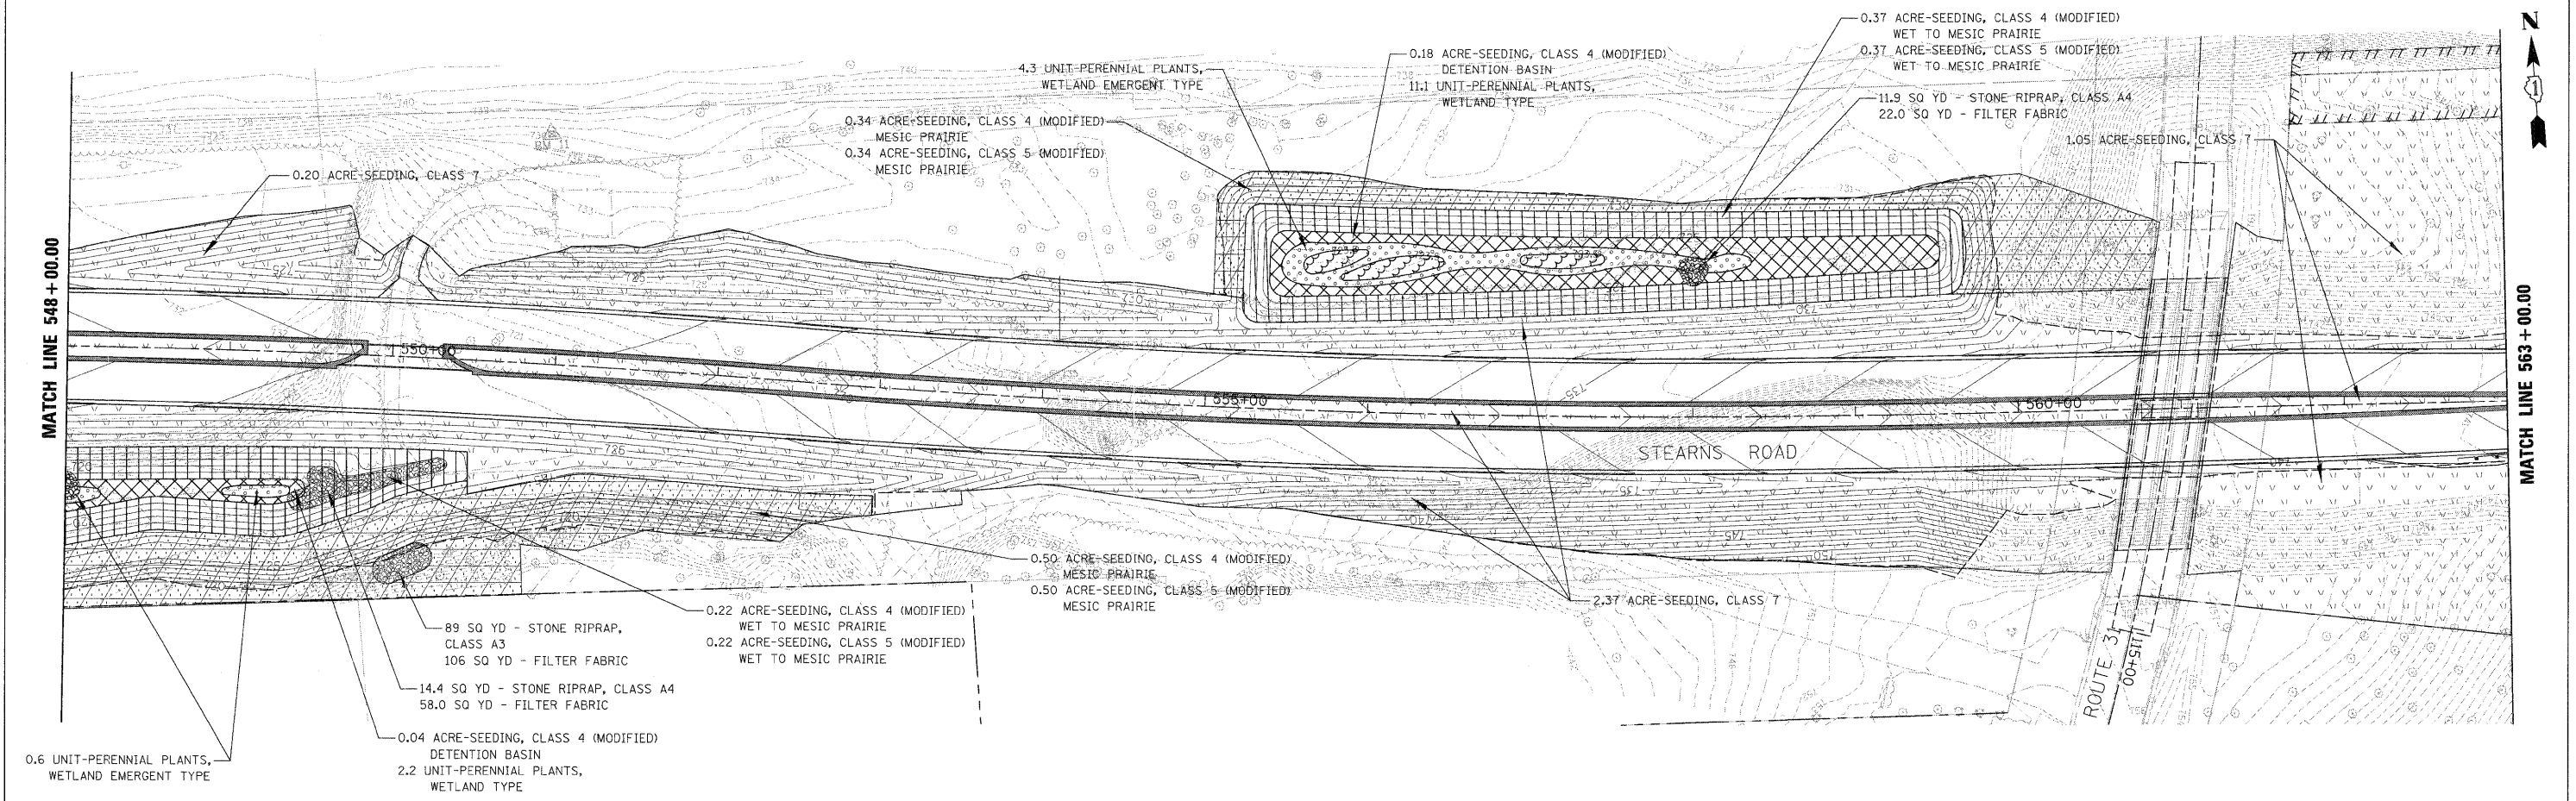 0.37 ACRE-SEEDING, CLASS 4 (MODIFIED)
WET TO MESIC PRAIRIE
0.37 ACRE-SEEDING, CLASS 5 (MODIFIED)
WET TO MESIC PRAIRIE
N
1
0.18 ACRE-SEEDING, CLASS 4 (MODIFIED)
DETENTION BASIN
11.1 UNIT-PERENNIAL PLANTS,
WETLAND TYPE
4.3 UNIT-PERENNIAL PLANTS,
WETLAND EMERGENT TYPE
11.9 SQ YD - STONE RIPRAP, CLASS A4
22.0 SQ YD - FILTER FABRIC
0.34 ACRE-SEEDING, CLASS 4 (MODIFIED)
MESIC PRAIRIE
0.34 ACRE-SEEDING, CLASS 5 (MODIFIED)
MESIC PRAIRIE
1.05 ACRE-SEEDING, CLASS 7
0.20 ACRE-SEEDING, CLASS 7
MATCH LINE 548 + 00.00
MATCH LINE 563 + 00.00
550+00
555+00
560+00
735
STEARNS ROAD
725
730
735
740
745
750
0.50 ACRE-SEEDING, CLASS 4 (MODIFIED)
MESIC PRAIRIE
0.50 ACRE-SEEDING, CLASS 5 (MODIFIED)
MESIC PRAIRIE
2.37 ACRE-SEEDING, CLASS 7
0.22 ACRE-SEEDING, CLASS 4 (MODIFIED)
WET TO MESIC PRAIRIE
0.22 ACRE-SEEDING, CLASS 5 (MODIFIED)
WET TO MESIC PRAIRIE
89 SQ YD - STONE RIPRAP,
CLASS A3
106 SQ YD - FILTER FABRIC
14.4 SQ YD - STONE RIPRAP, CLASS A4
58.0 SQ YD - FILTER FABRIC
ROUTE 31
115+00
0.04 ACRE-SEEDING, CLASS 4 (MODIFIED)
DETENTION BASIN
2.2 UNIT-PERENNIAL PLANTS,
WETLAND TYPE
0.6 UNIT-PERENNIAL PLANTS,
WETLAND EMERGENT TYPE